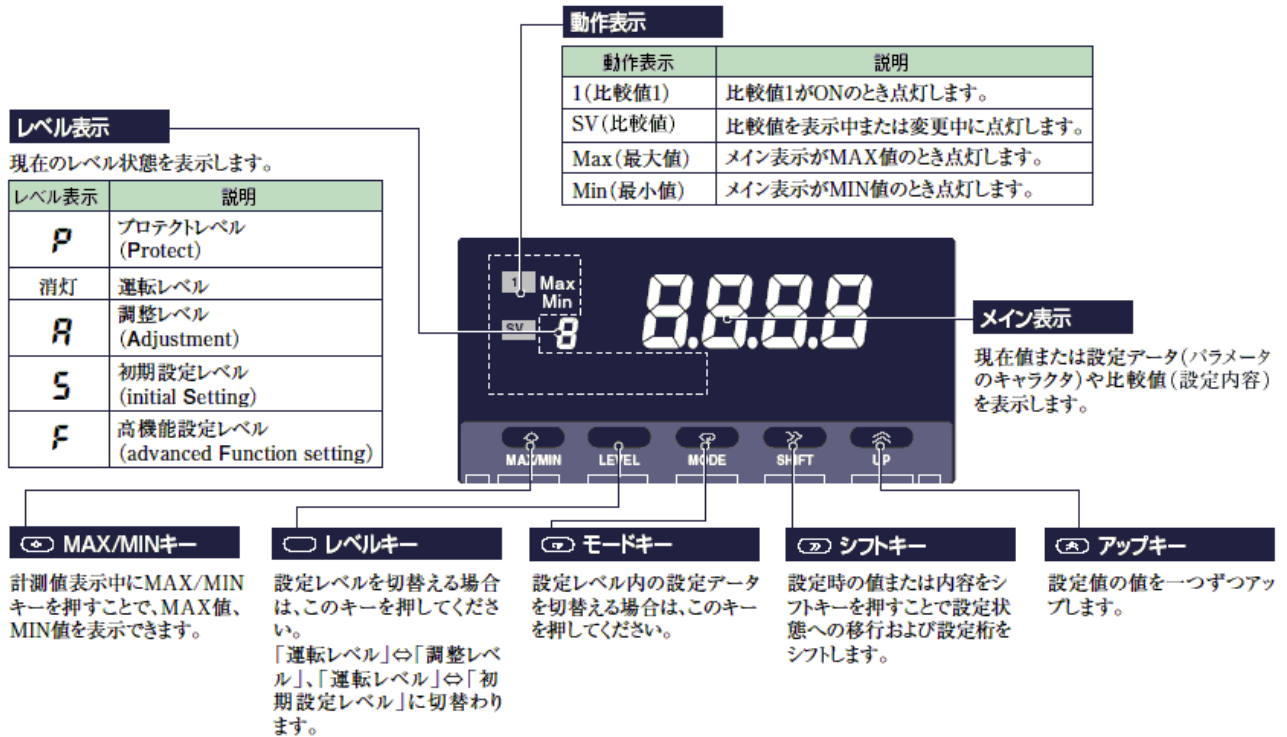 動作表示
動作表示 説明
1(比較値1) 比較値1がONのとき点灯します。
SV(比較値) 比較値を表示中または変更中に点灯します。
Max(最大値) メイン表示がMAX値のとき点灯します。
Min(最小値) メイン表示がMIN値のとき点灯します。
レベル表示
現在のレベル状態を表示します。
レベル表示 説明
P プロテクトレベル
(Protect)
消灯 運転レベル
A 調整レベル
(Adjustment)
S 初期設定レベル
(initial Setting)
F 高機能設定レベル
(advanced Function setting)
1 Max
Min
SV 8
8.8.8.8
メイン表示
現在値または設定データ(パラメータ
のキャラクタ)や比較値(設定内容)
を表示します。
MAX/MIN LEVEL MODE SHIFT UP
MAX/MINキー
計測値表示中にMAX/MIN
キーを押すことで、MAX値、
MIN値を表示できます。
レベルキー
設定レベルを切替える場合
は、このキーを押してくださ
い。
「運転レベル」⇔「調整レベ
ル」、「運転レベル」⇔「初
期設定レベル」に切替わり
ます。
モードキー
設定レベル内の設定データ
を切替える場合は、このキー
を押してください。
シフトキー
設定時の値または内容をシ
フトキーを押すことで設定状
態への移行および設定桁を
シフトします。
アップキー
設定値の値を一つずつアッ
プします。